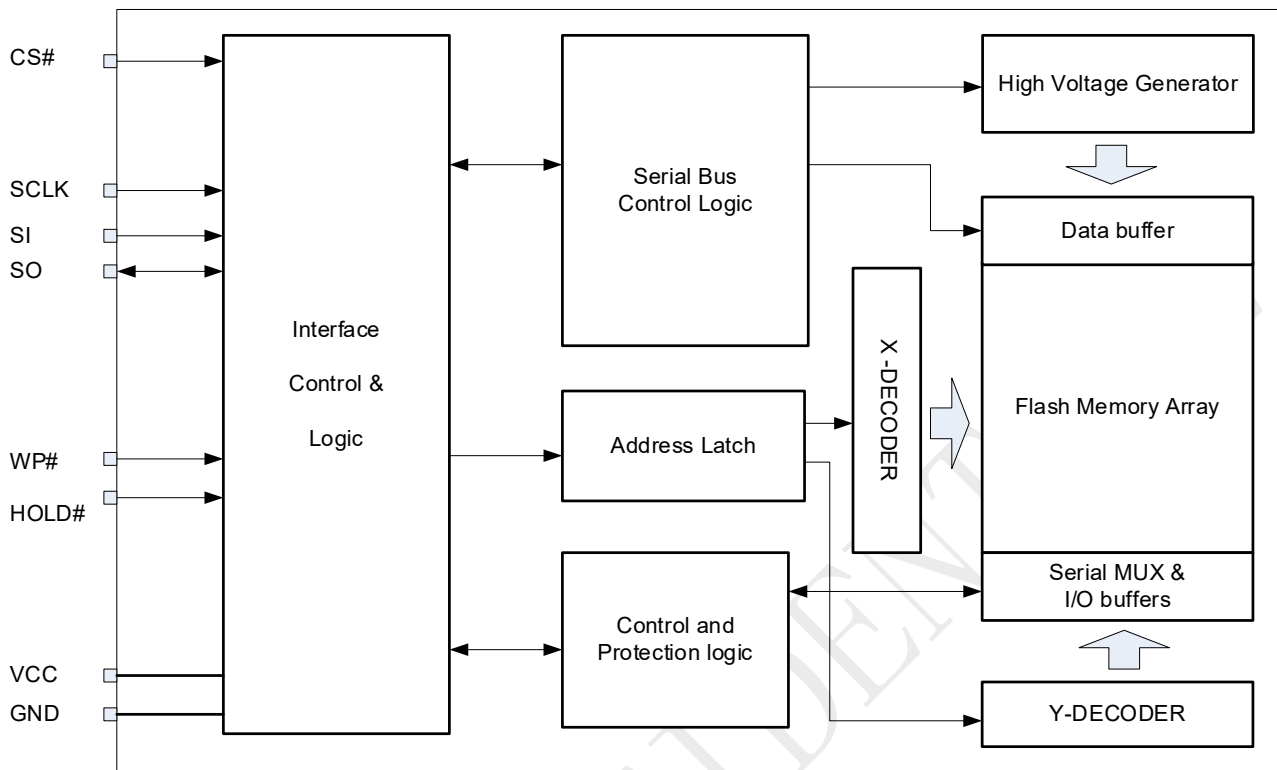 CS#
SCLK
SI
SO
WP#
HOLD#
VCC
GND
Interface
Control &
Logic
Serial Bus
Control Logic
Address Latch
Control and
Protection logic
X -DECODER
High Voltage Generator
Data buffer
Flash Memory Array
Serial MUX &
I/O buffers
Y-DECODER